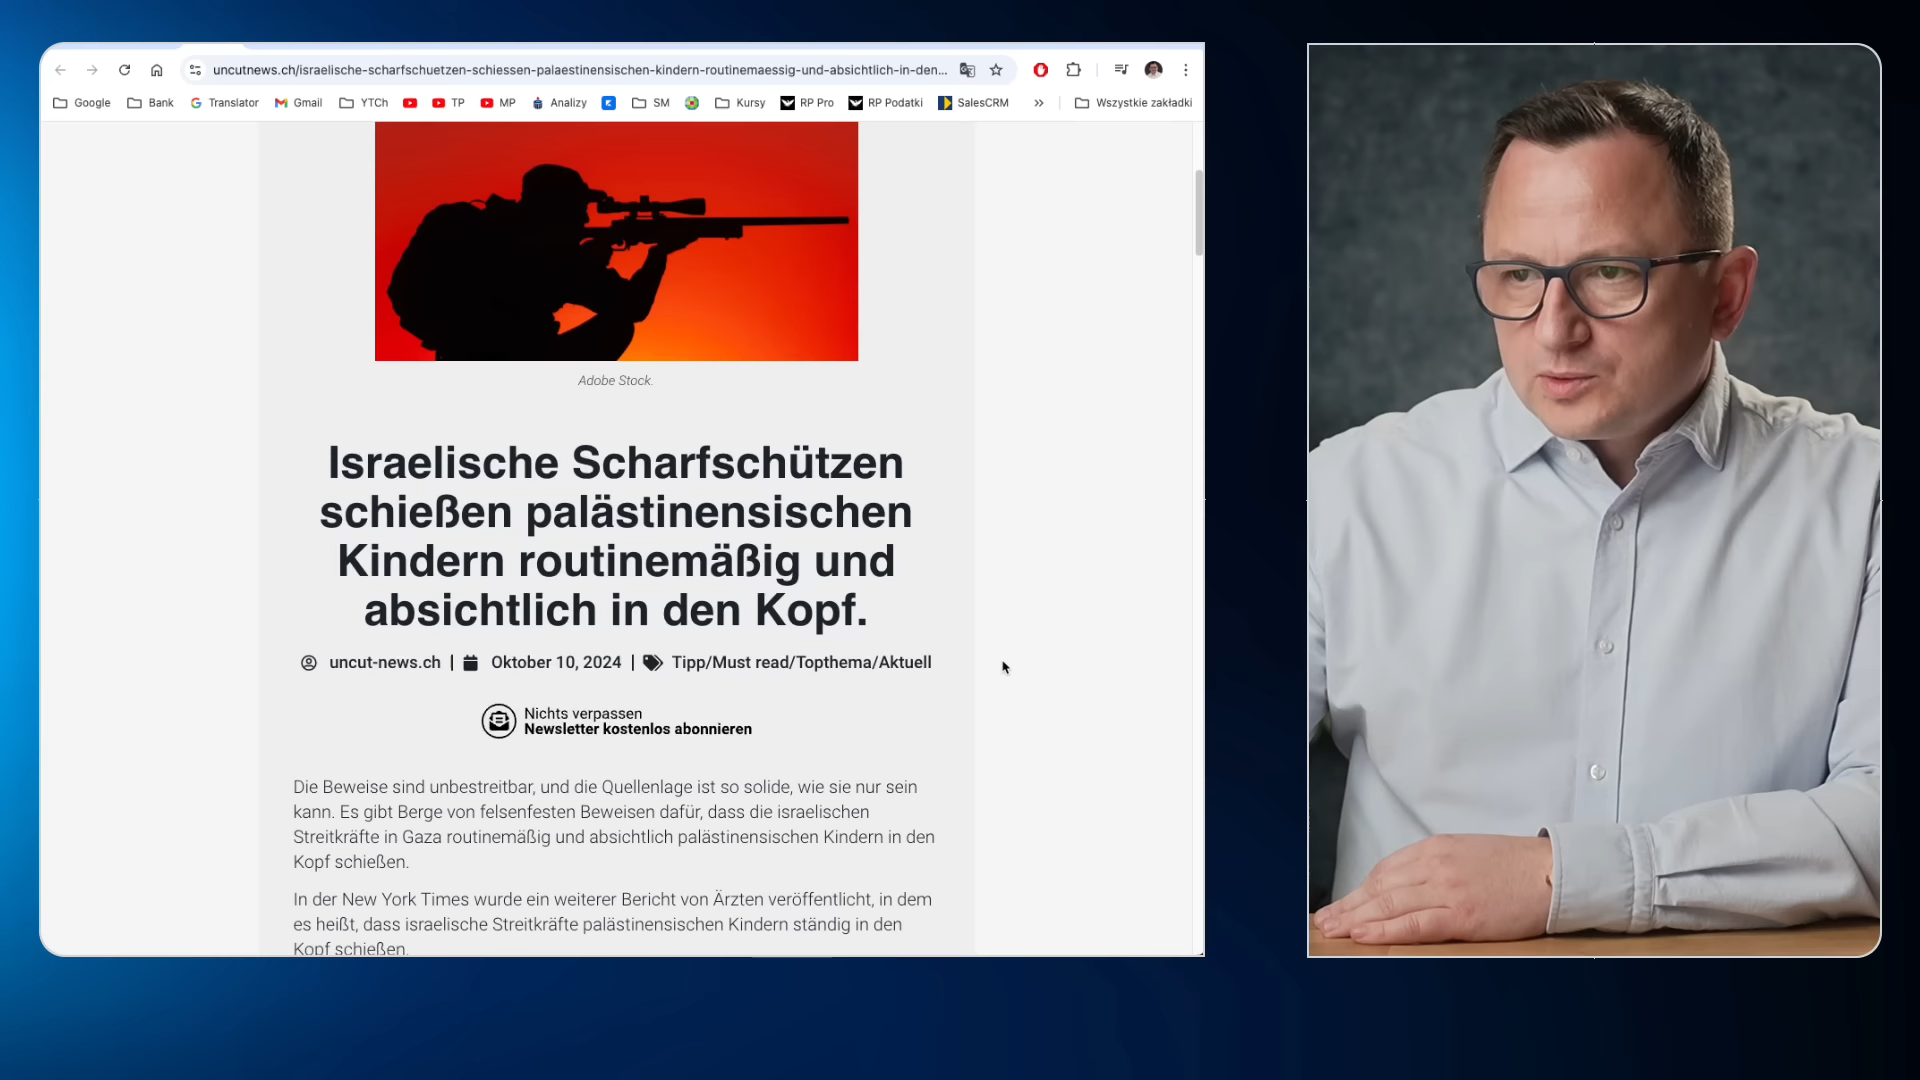 uncutnews.ch/israelische-scharfschuetzen-schiessen-palaestinensischen-kindern-routinemaessig-und-absichtlich-in-den...
Google Bank Translator Gmail YTCh TP MP Analizy SM Kursy RP Pro RP Podatki SalesCRM » Wszystkie zakładki
Adobe Stock.
Israelische Scharfschützen
schießen palästinensischen
Kindern routinemäßig und
absichtlich in den Kopf.
uncut-news.ch | Oktober 10, 2024 | Tipp/Must read/Topthema/Aktuell
Nichts verpassen
Newsletter kostenlos abonnieren
Die Beweise sind unbestreitbar, und die Quellenlage ist so solide, wie sie nur sein
kann. Es gibt Berge von felsenfesten Beweisen dafür, dass die israelischen
Streitkräfte in Gaza routinemäßig und absichtlich palästinensischen Kindern in den
Kopf schießen.
In der New York Times wurde ein weiterer Bericht von Ärzten veröffentlicht, in dem
es heißt, dass israelische Streitkräfte palästinensischen Kindern ständig in den
Kopf schießen.